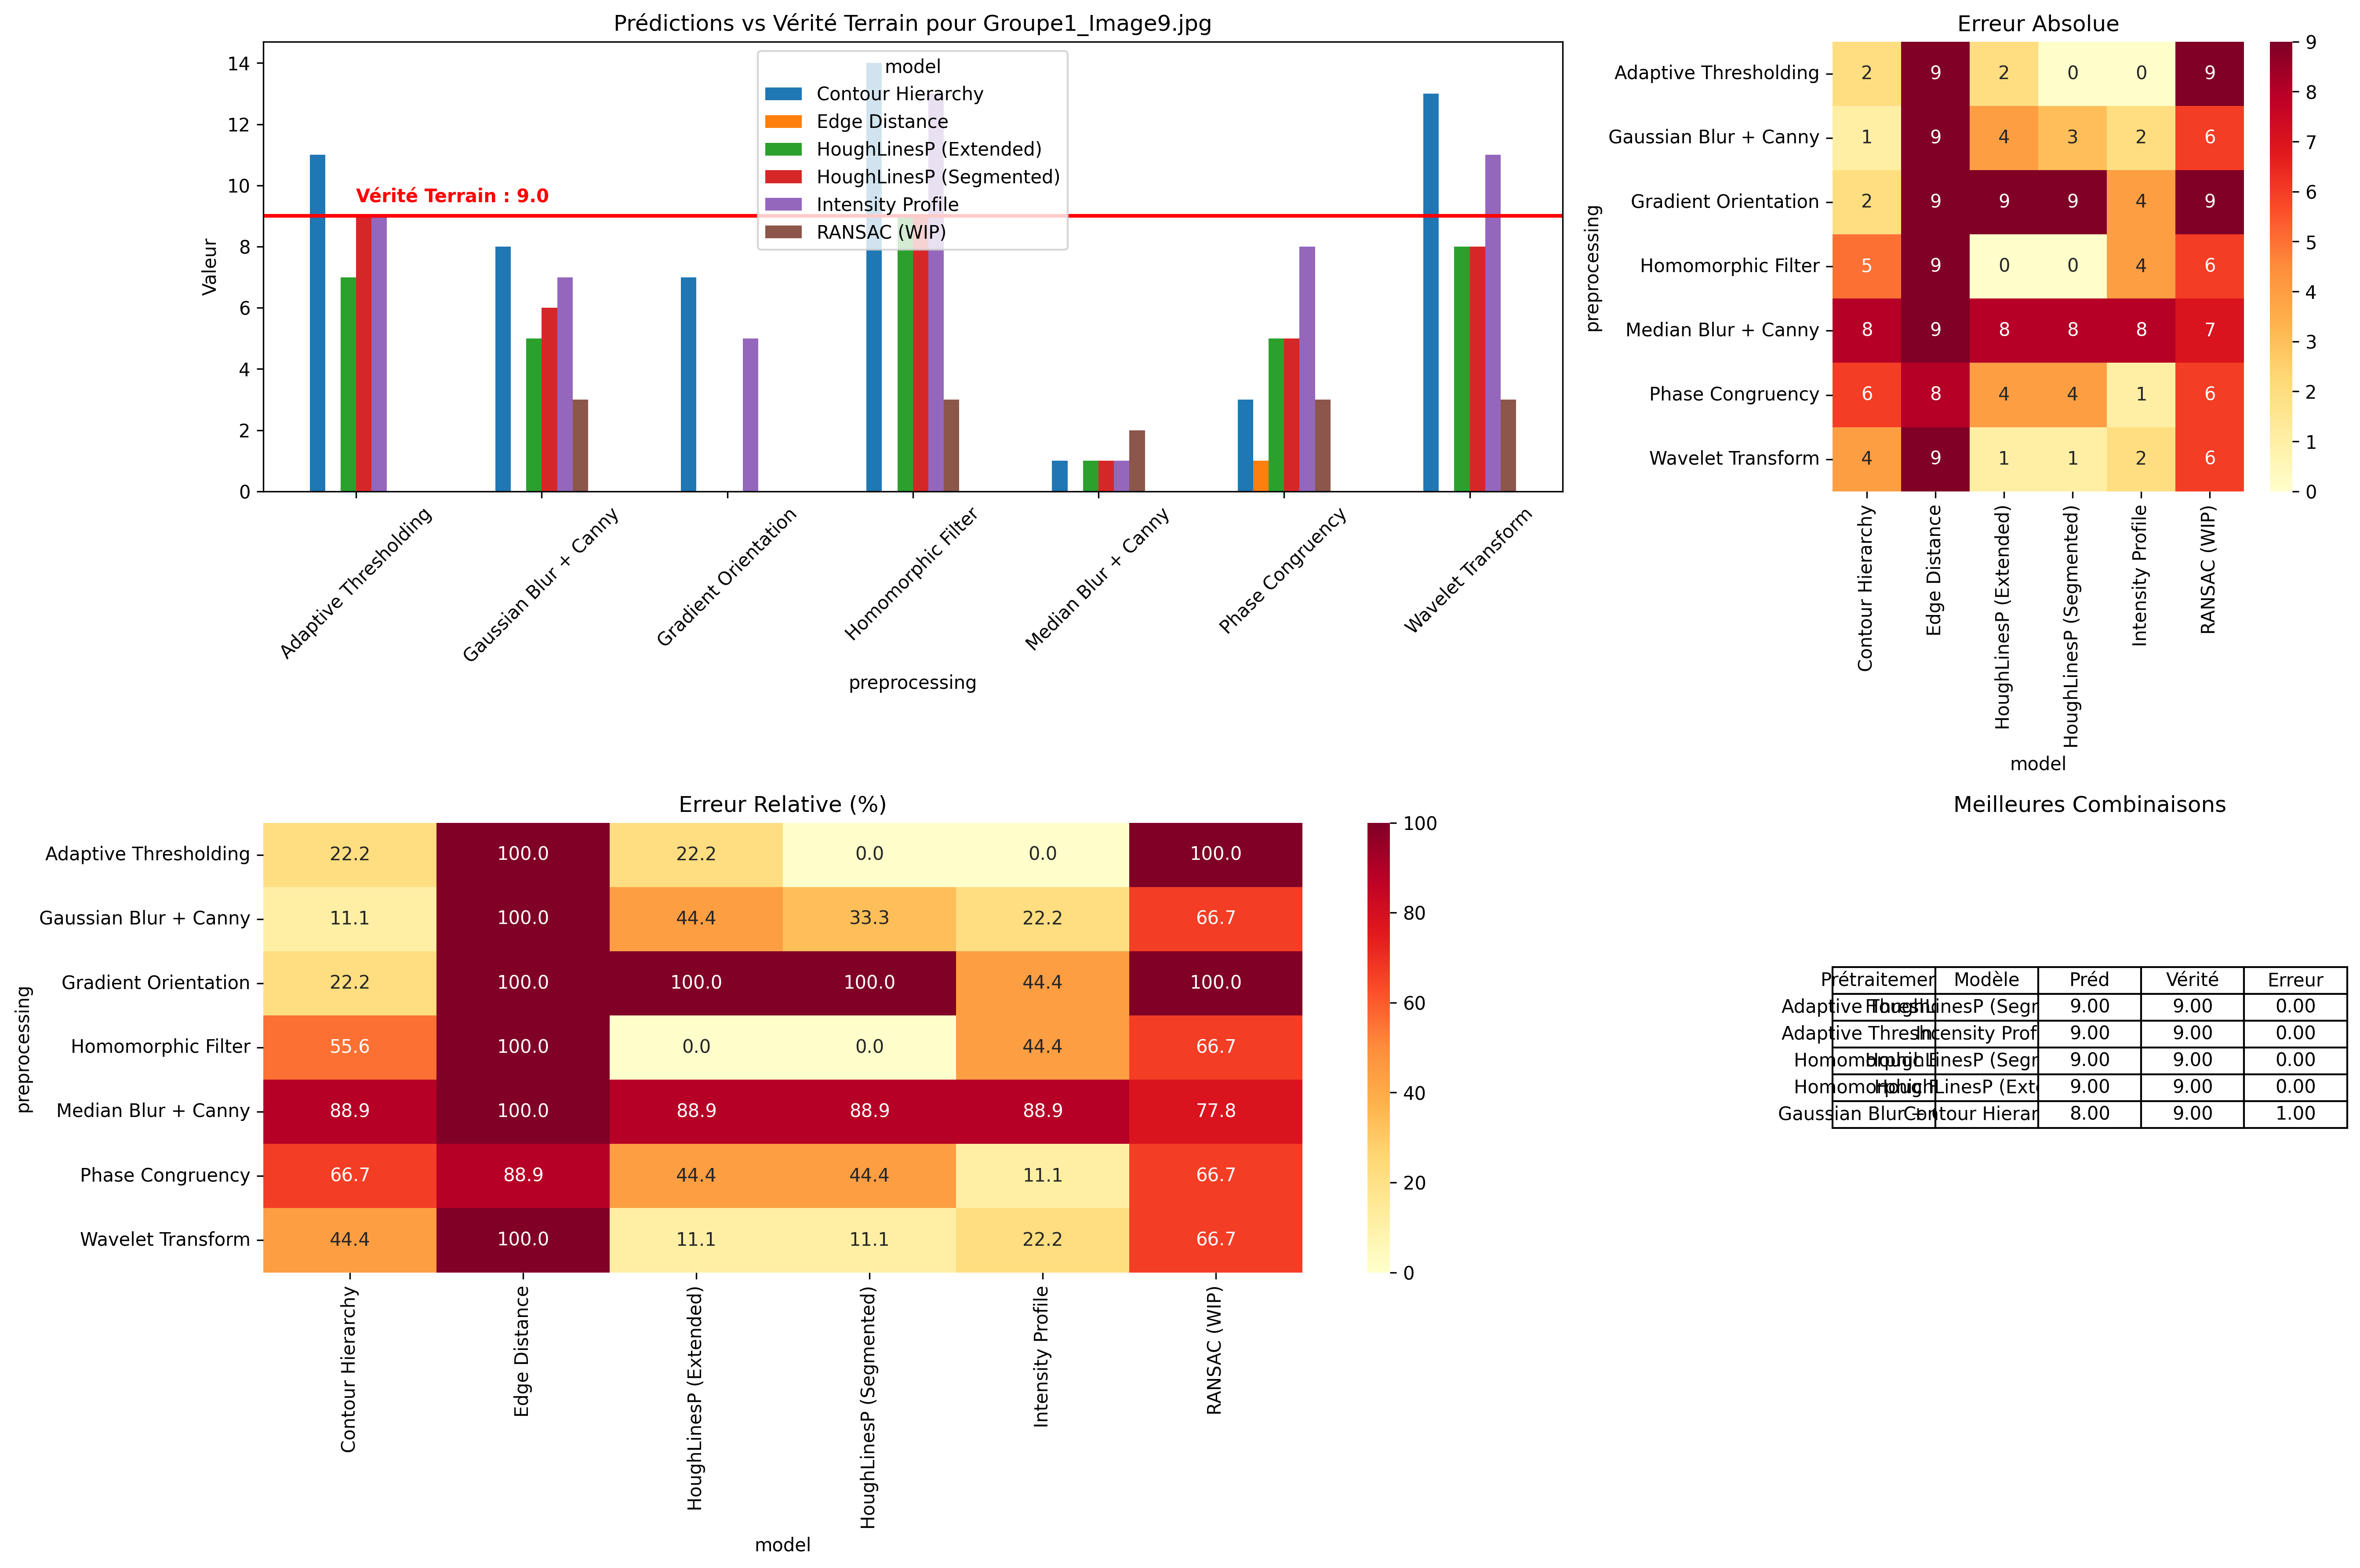 Prédictions vs Vérité Terrain pour Groupe1_Image9.jpg
Valeur
14
12
10
8
6
4
2
0
Vérité Terrain : 9.0
model
Contour Hierarchy
Edge Distance
HoughLinesP (Extended)
HoughLinesP (Segmented)
Intensity Profile
RANSAC (WIP)
Adaptive Thresholding
Gaussian Blur + Canny
Gradient Orientation
Homomorphic Filter
Median Blur + Canny
Phase Congruency
Wavelet Transform
preprocessing
Erreur Absolue
preprocessing
Adaptive Thresholding 2 9 2 0 0 9
Gaussian Blur + Canny 1 9 4 3 2 6
Gradient Orientation 2 9 9 9 4 9
Homomorphic Filter 5 9 0 0 4 6
Median Blur + Canny 8 9 8 8 8 7
Phase Congruency 6 8 4 4 1 6
Wavelet Transform 4 9 1 1 2 6
Contour Hierarchy
Edge Distance
HoughLinesP (Extended)
HoughLinesP (Segmented)
Intensity Profile
RANSAC (WIP)
model
9
8
7
6
5
4
3
2
1
0
Erreur Relative (%)
preprocessing
Adaptive Thresholding 22.2 100.0 22.2 0.0 0.0 100.0
Gaussian Blur + Canny 11.1 100.0 44.4 33.3 22.2 66.7
Gradient Orientation 22.2 100.0 100.0 100.0 44.4 100.0
Homomorphic Filter 55.6 100.0 0.0 0.0 44.4 66.7
Median Blur + Canny 88.9 100.0 88.9 88.9 88.9 77.8
Phase Congruency 66.7 88.9 44.4 44.4 11.1 66.7
Wavelet Transform 44.4 100.0 11.1 11.1 22.2 66.7
Contour Hierarchy
Edge Distance
HoughLinesP (Extended)
HoughLinesP (Segmented)
Intensity Profile
RANSAC (WIP)
model
100
80
60
40
20
0
Meilleures Combinaisons
Prétraitemen Modèle Préd Vérité Erreur
Adaptive (Segr 9.00 9.00 0.00
Adaptive Prof 9.00 9.00 0.00
(Segr 9.00 9.00 0.00
(Exte 9.00 9.00 0.00
Gaussian Hierar 8.00 9.00 1.00